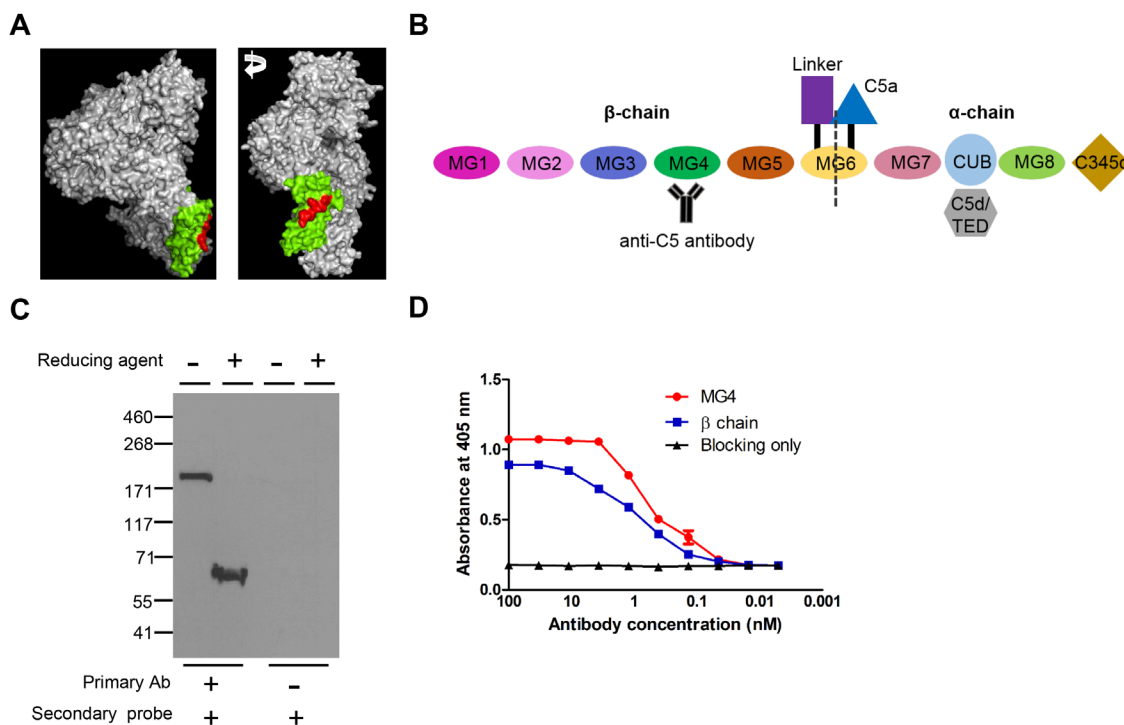 A
B
Linker
C5a
β-chain
α-chain
MG1 MG2 MG3 MG4 MG5 MG6 MG7 CUB MG8 C345c
C5d/
TED
anti-C5 antibody
C
Reducing agent - + - +
460
268
171
117
71
55
41
Primary Ab + -
Secondary probe + +
D
1.5
1.0
0.5
0.0
Absorbance at 405 nm
MG4
β chain
Blocking only
100 10 1 0.1 0.01 0.001
Antibody concentration (nM)